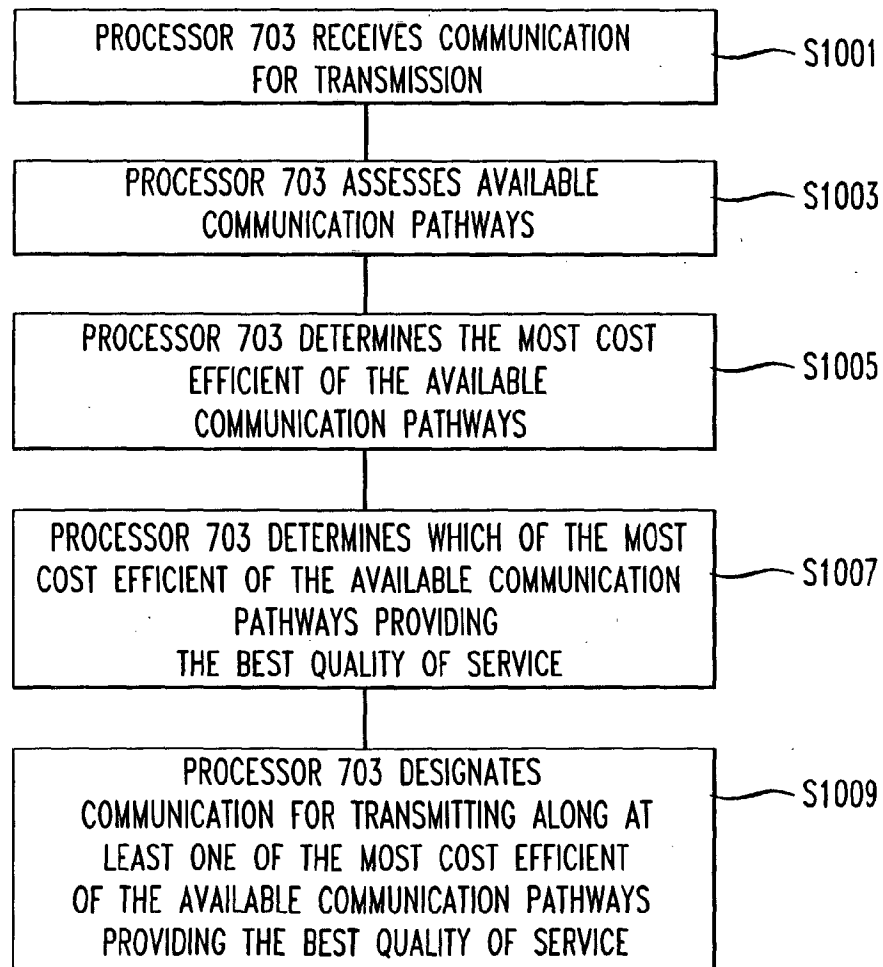 PROCESSOR 703 RECEIVES COMMUNICATION
FOR TRANSMISSION
S1001
PROCESSOR 703 ASSESSES AVAILABLE
COMMUNICATION PATHWAYS
S1003
PROCESSOR 703 DETERMINES THE MOST COST
EFFICIENT OF THE AVAILABLE
COMMUNICATION PATHWAYS
S1005
PROCESSOR 703 DETERMINES WHICH OF THE MOST
COST EFFICIENT OF THE AVAILABLE COMMUNICATION
PATHWAYS PROVIDING
THE BEST QUALITY OF SERVICE
S1007
PROCESSOR 703 DESIGNATES
COMMUNICATION FOR TRANSMITTING ALONG AT
LEAST ONE OF THE MOST COST EFFICIENT
OF THE AVAILABLE COMMUNICATION PATHWAYS
PROVIDING THE BEST QUALITY OF SERVICE
S1009